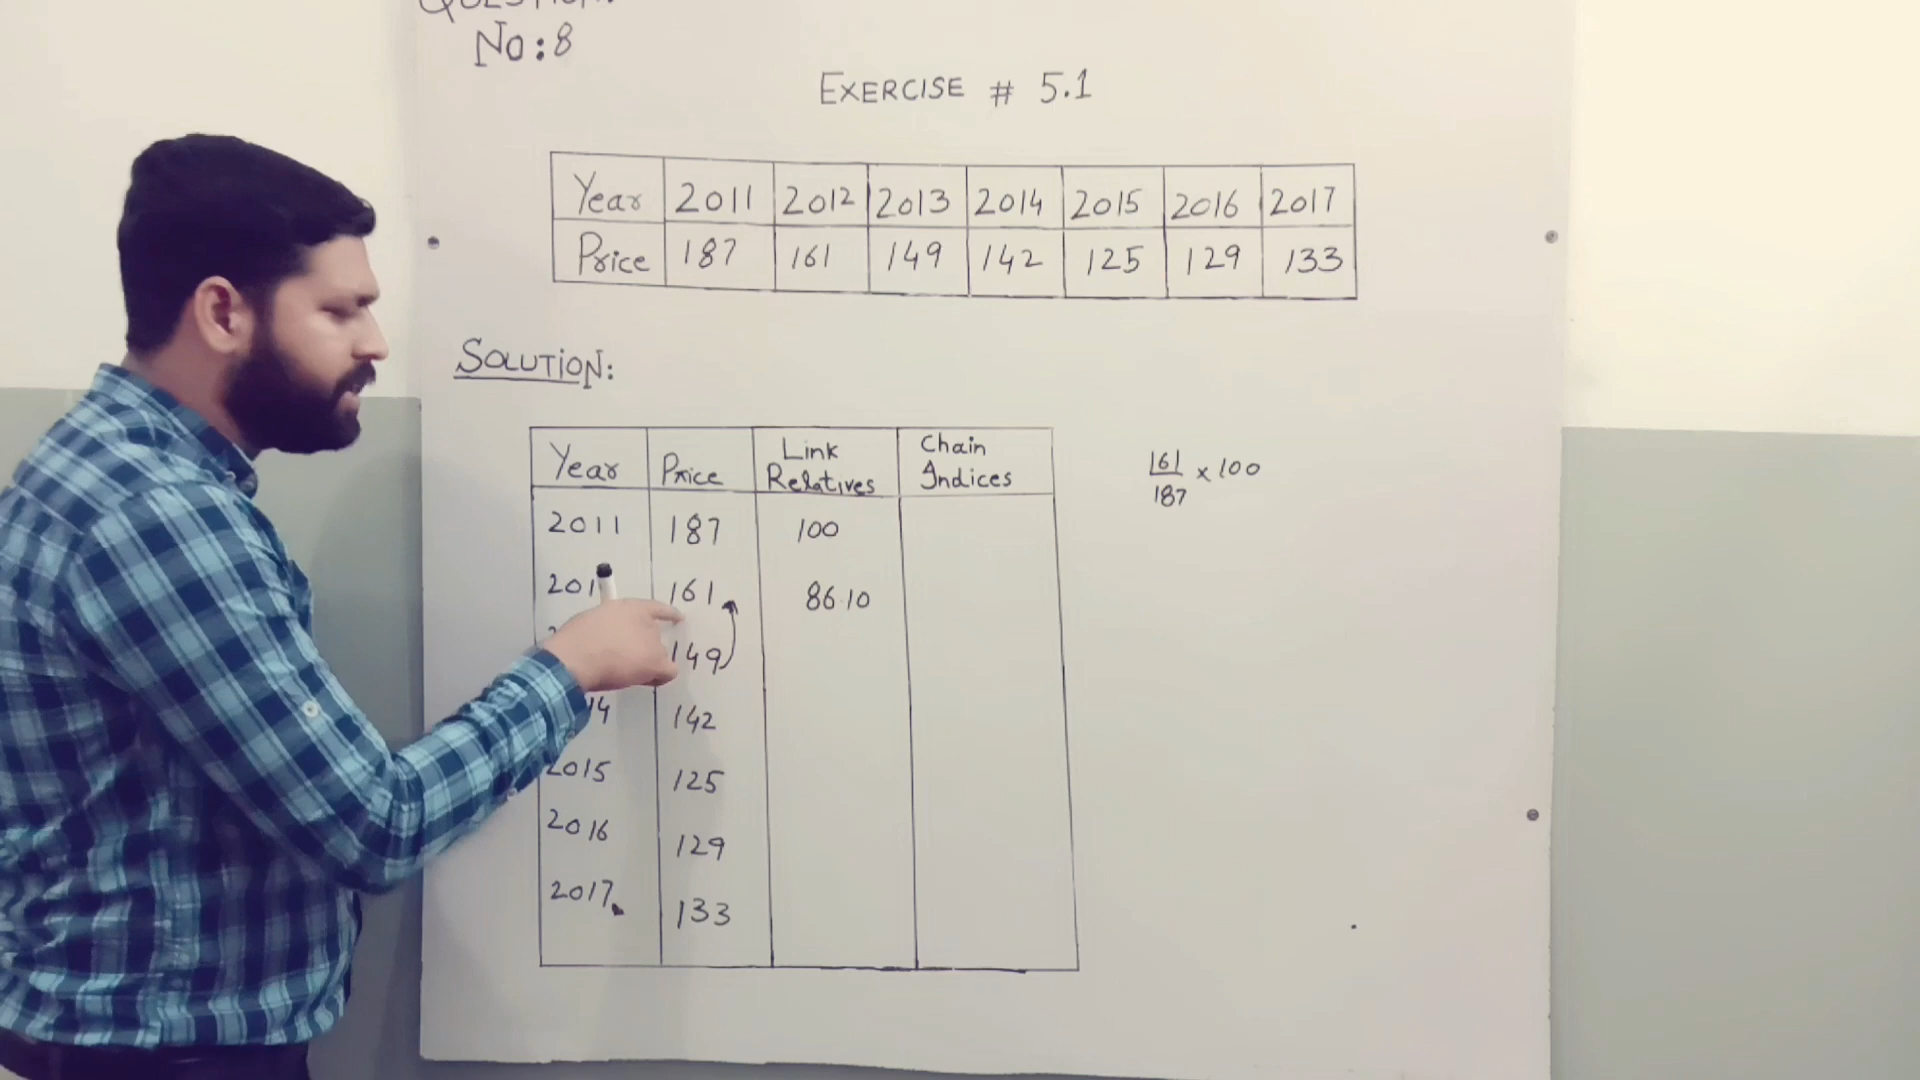 No:8
EXERCISE # 5.1
Year 2011 2012 2013 2014 2015 2016 2017
Price 187 161 149 142 125 129 133
SOLUTION:
Year Price Link Relatives Chain Indices
2011 187 100
161 86.10
149
142
2015 125
2016 129
2017 133
161/187 × 100